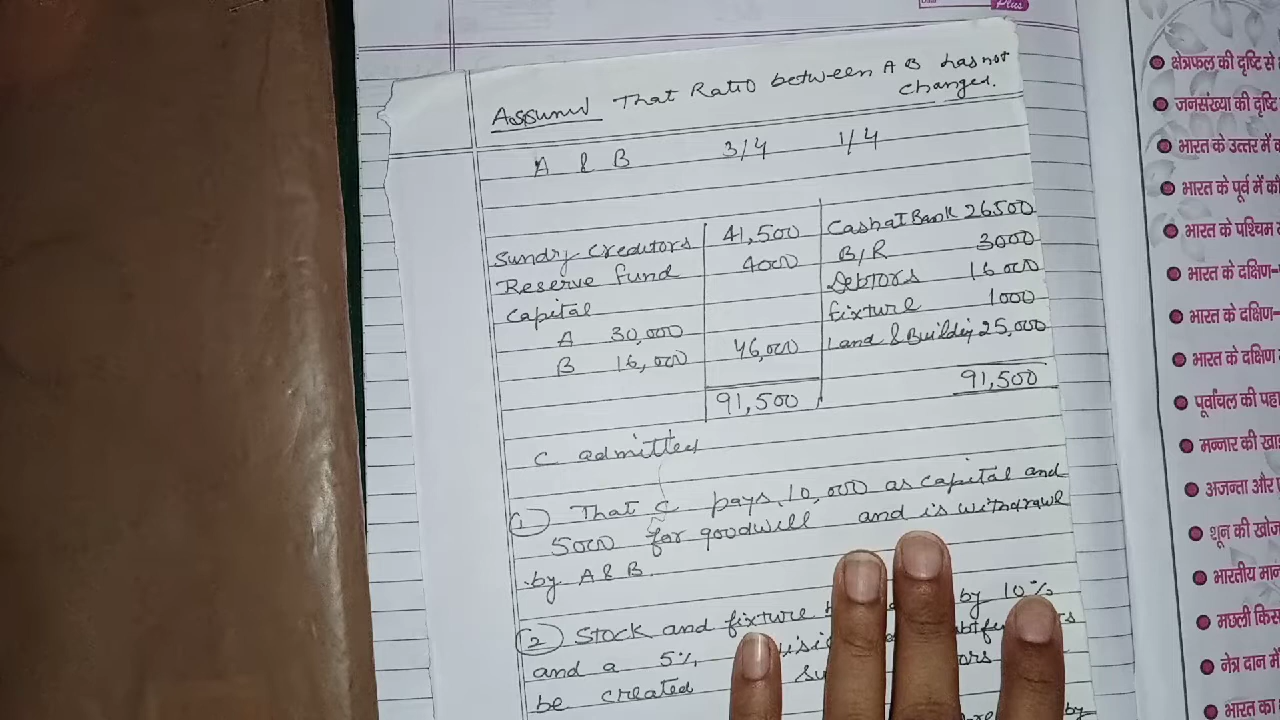 Plus
Assumed That Ratio between A B has not
changed.
A & B 3/4 1/4
Sundry Creditors 41,500 Cash at Bank 26500
Reserve fund 4000 B/R 3000
Capital Debtors 16000
A 30,000 fixture 1000
B 16,000 46,000 Land & Buildig 25,000
91,500 91,500
C admitted
(1) That C pays 10,000 as capital and
5000 for goodwill and is withdrawl
by A & B.
(2) Stock and fixture by 10%
and a 5%
be created
by
क्षेत्रफल की दृष्टि से
जनसंख्या की दृष्टि
भारत के उत्तर में
भारत के पूर्व में
भारत के पश्चिम
भारत के दक्षिण-
भारत के दक्षिण-
भारत के दक्षिण
पूर्वांचल की
मन्नार की
अजन्ता और
शून की
भारतीय
मछली
नेत्र दान में
भारत का